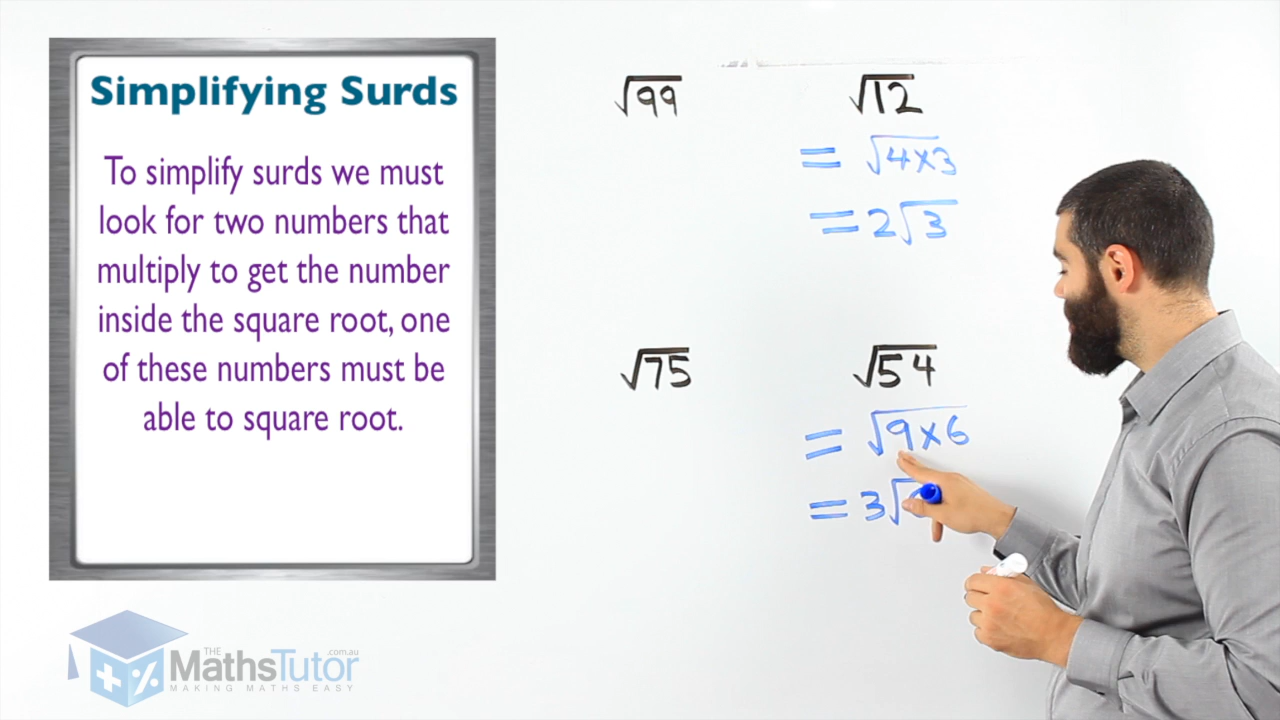 Simplifying Surds
To simplify surds we must
look for two numbers that
multiply to get the number
inside the square root, one
of these numbers must be
able to square root.
√99
√12
= √4×3
= 2√3
√75
√54
= √9×6
= 3√
THE MathsTutor .com.au
MAKING MATHS EASY